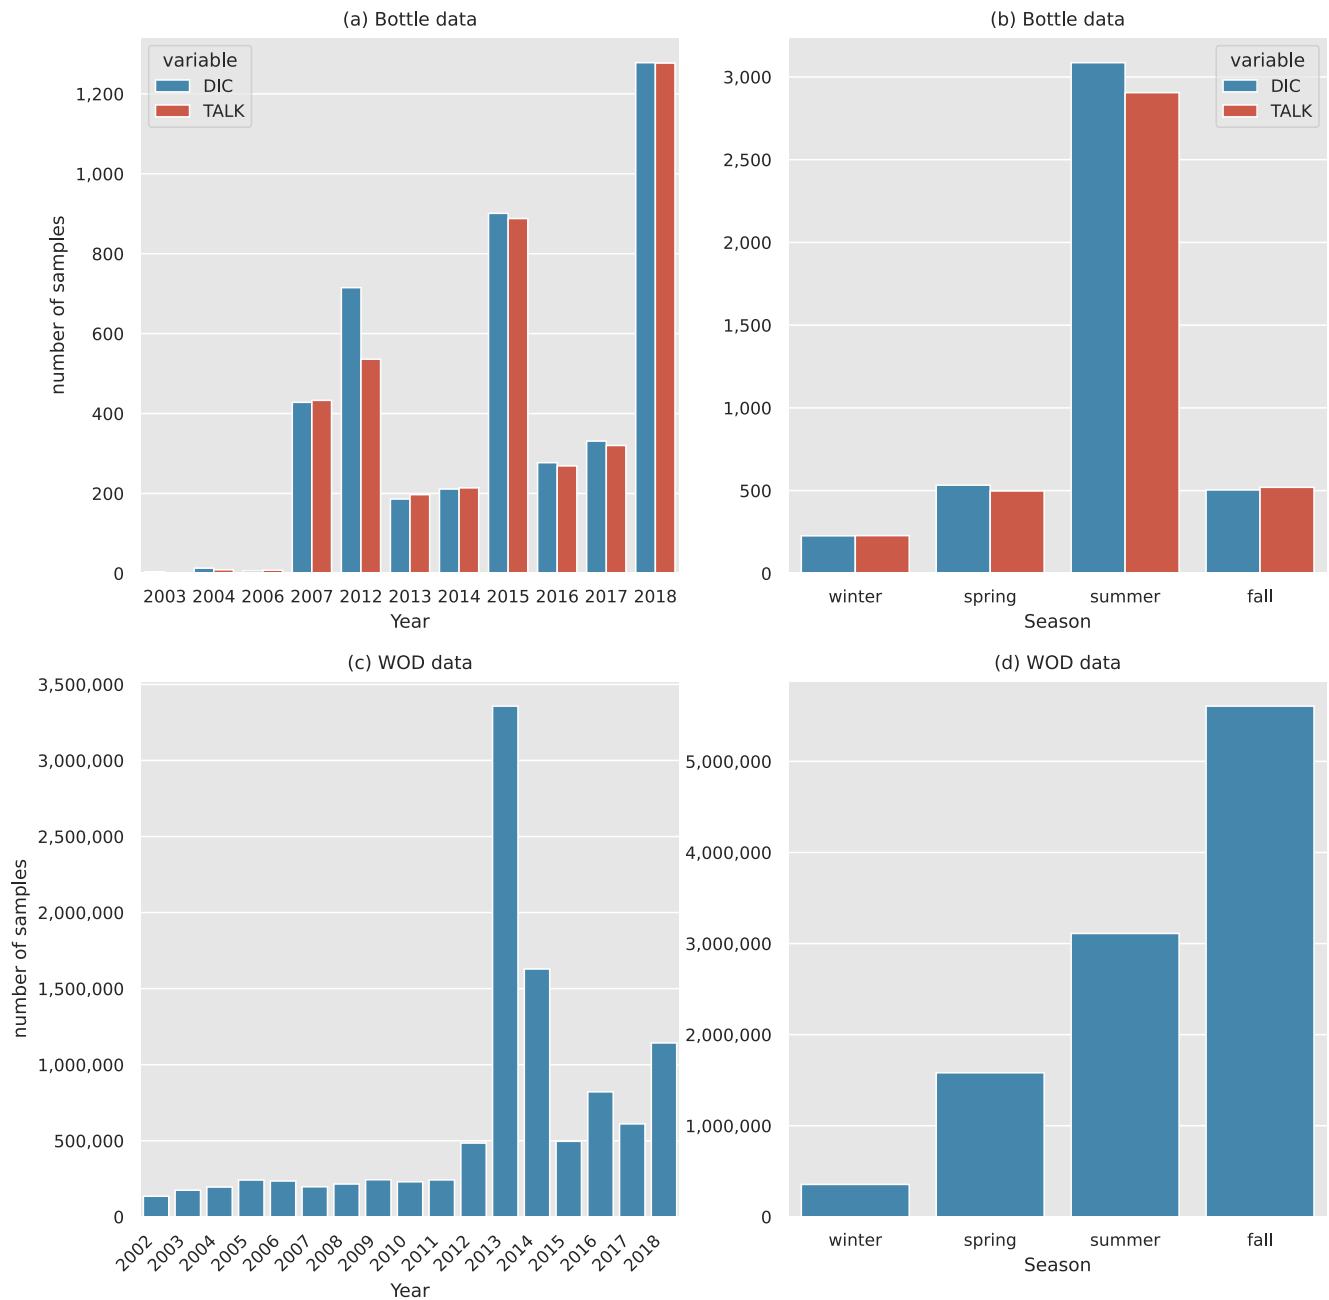 (a) Bottle data
variable
DIC
TALK
number of samples
1,200
1,000
800
600
400
200
0
2003 2004 2006 2007 2012 2013 2014 2015 2016 2017 2018
Year
(b) Bottle data
variable
DIC
TALK
3,000
2,500
2,000
1,500
1,000
500
0
winter spring summer fall
Season
(c) WOD data
number of samples
3,500,000
3,000,000
2,500,000
2,000,000
1,500,000
1,000,000
500,000
0
2002 2003 2004 2005 2006 2007 2008 2009 2010 2011 2012 2013 2014 2015 2016 2017 2018
Year
(d) WOD data
5,000,000
4,000,000
3,000,000
2,000,000
1,000,000
0
winter spring summer fall
Season